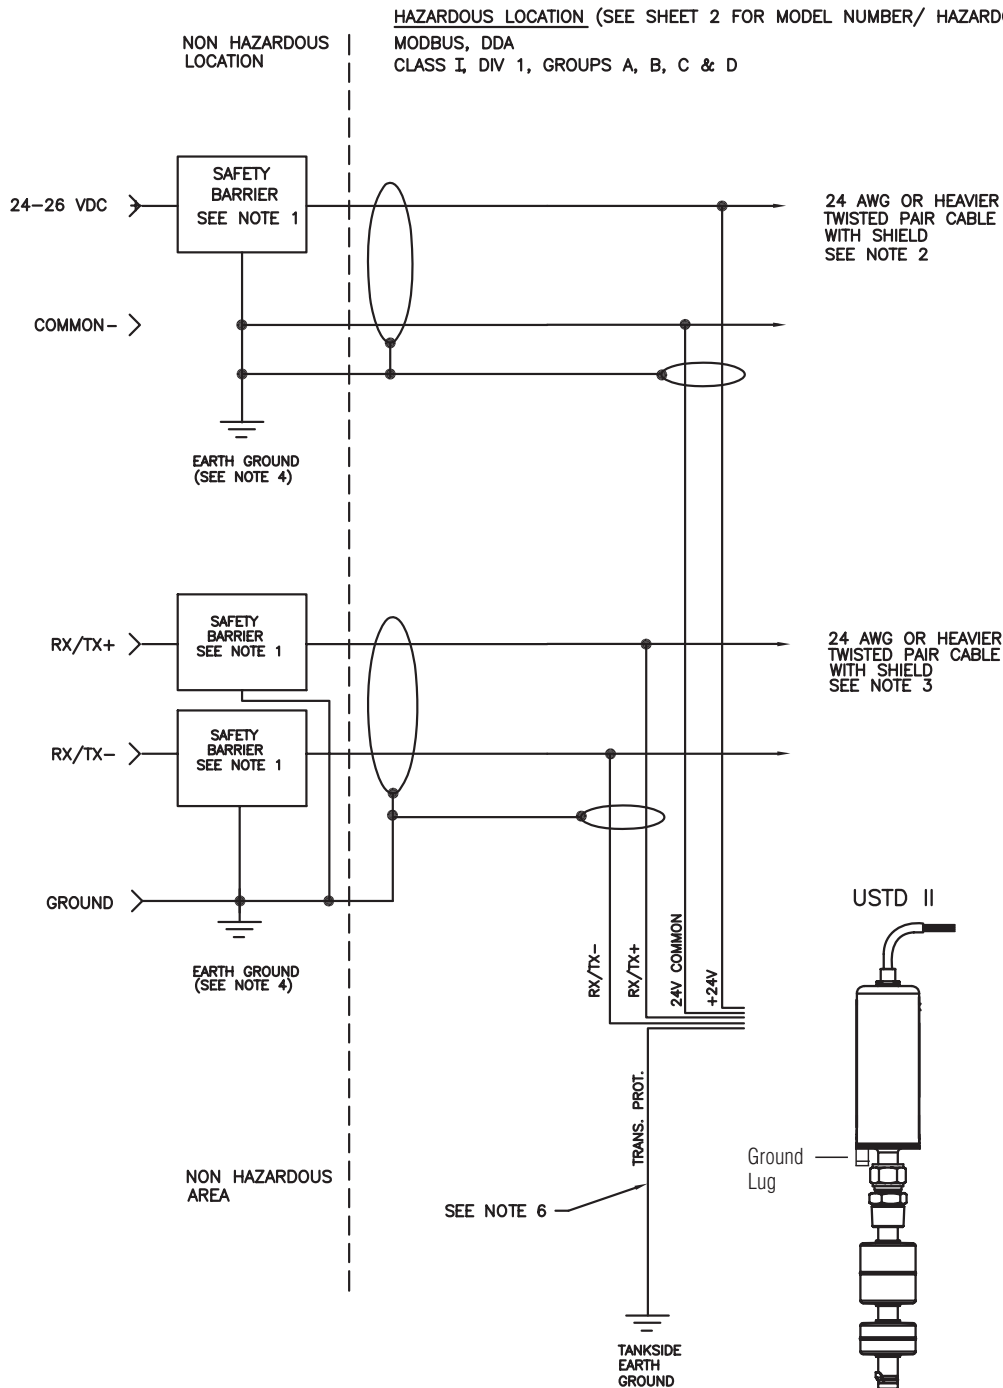 HAZARDOUS LOCATION (SEE SHEET 2 FOR MODEL NUMBER/
NON HAZARDOUS
LOCATION
MODBUS, DDA
CLASS I, DIV 1, GROUPS A, B, C & D
24-26 VDC
SAFETY
BARRIER
SEE NOTE 1
24 AWG OR HEAVIER
TWISTED PAIR CABLE
WITH SHIELD
SEE NOTE 2
COMMON-
EARTH GROUND
(SEE NOTE 4)
RX/TX+
SAFETY
BARRIER
SEE NOTE 1
24 AWG OR HEAVIER
TWISTED PAIR CABLE
WITH SHIELD
SEE NOTE 3
RX/TX-
SAFETY
BARRIER
SEE NOTE 1
GROUND
EARTH GROUND
(SEE NOTE 4)
RX/TX-
RX/TX+
24V COMMON
+24V
USTD II
TRANS. PROT.
Ground
Lug
NON HAZARDOUS
AREA
SEE NOTE 6
TANKSIDE
EARTH
GROUND